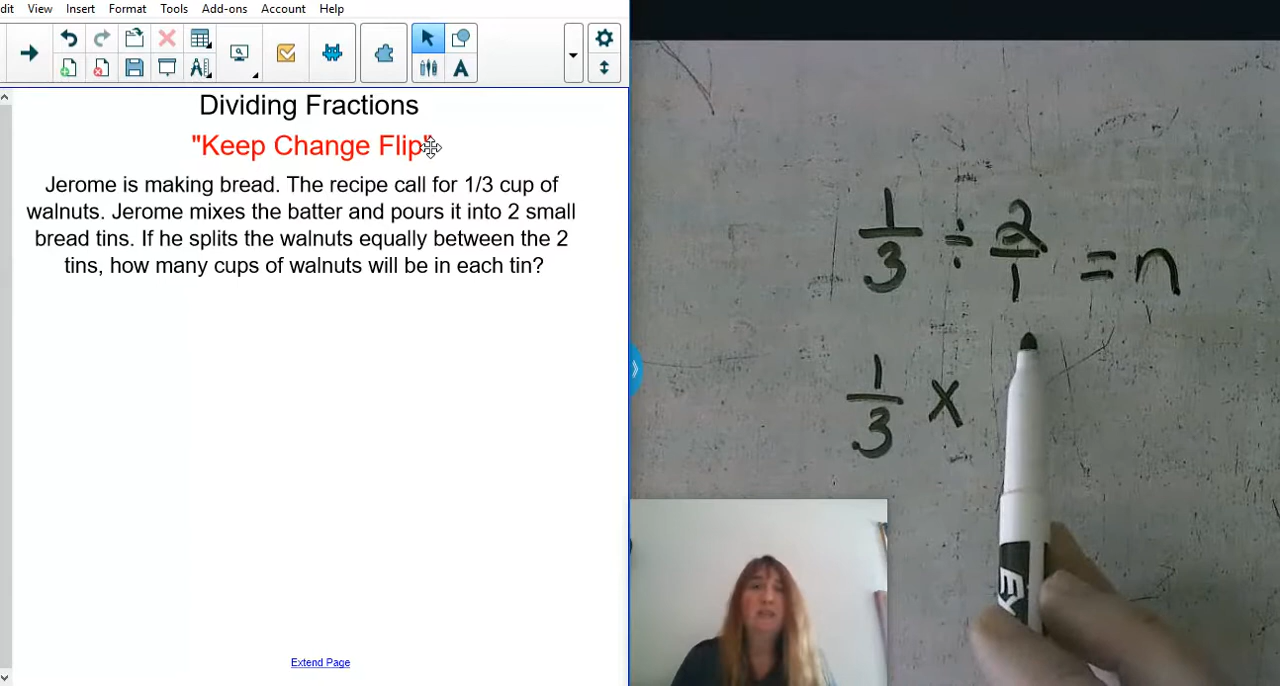 dit View Insert Format Tools Add-ons Account Help
Dividing Fractions
"Keep Change Flip"
Jerome is making bread. The recipe call for 1/3 cup of
walnuts. Jerome mixes the batter and pours it into 2 small
bread tins. If he splits the walnuts equally between the 2
tins, how many cups of walnuts will be in each tin?
Extend Page
1/3 ÷ 2/1 = n
1/3 x